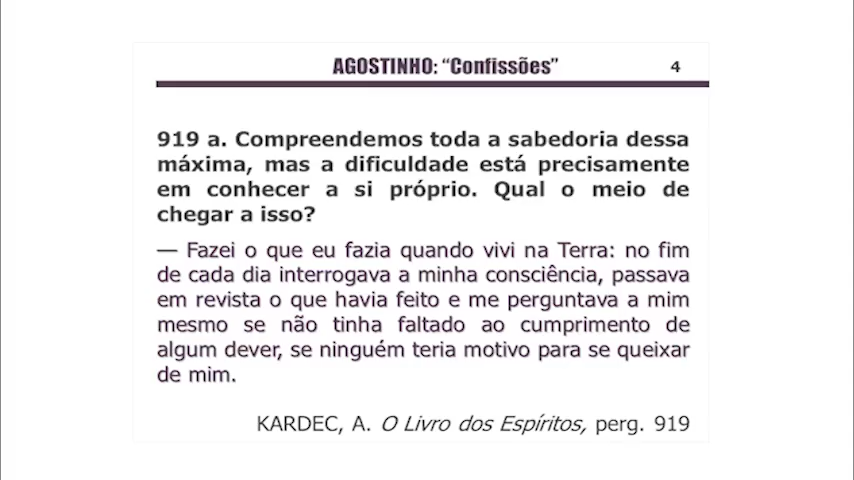 AGOSTINHO: “Confissões” 4
919 a. Compreendemos toda a sabedoria dessa
máxima, mas a dificuldade está precisamente
em conhecer a si próprio. Qual o meio de
chegar a isso?
— Fazei o que eu fazia quando vivi na Terra: no fim
de cada dia interrogava a minha consciência, passava
em revista o que havia feito e me perguntava a mim
mesmo se não tinha faltado ao cumprimento de
algum dever, se ninguém teria motivo para se queixar
de mim.
KARDEC, A. O Livro dos Espíritos, perg. 919